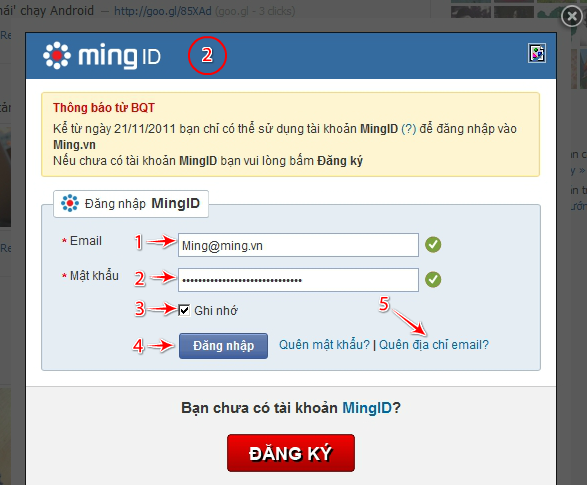 ái' chạy Android – http://goo.gl/85XAd (goo.gl - 3 clicks)
ming ID 2
Thông báo từ BQT
Kể từ ngày 21/11/2011 bạn chỉ có thể sử dụng tài khoản MingID (?) để đăng nhập vào
Ming.vn
Nếu chưa có tài khoản MingID bạn vui lòng bấm Đăng ký
Đăng nhập MingID
* Email 1 Ming@ming.vn
* Mật khẩu 2 ••••••••••••••••••••••••••••••
3 Ghi nhớ
5
4 Đăng nhập Quên mật khẩu? | Quên địa chỉ email?
Bạn chưa có tài khoản MingID?
ĐĂNG KÝ